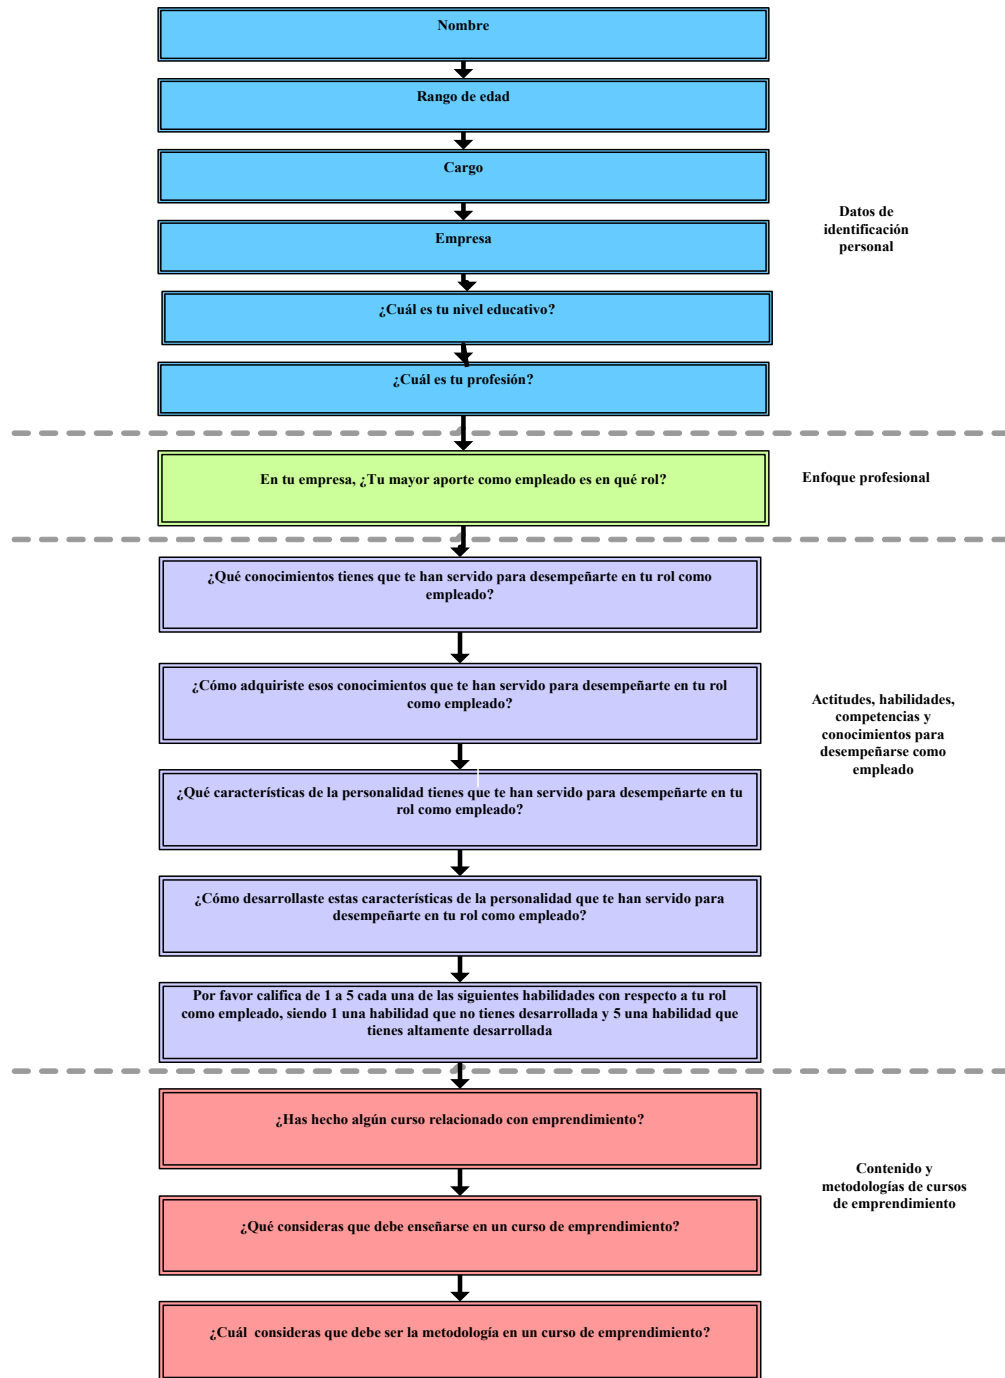 Nombre
Rango de edad
Cargo
Empresa
¿Cuál es tu nivel educativo?
¿Cuál es tu profesión?
Datos de
identificación
personal
En tu empresa, ¿Tu mayor aporte como empleado es en qué rol?
Enfoque profesional
¿Qué conocimientos tienes que te han servido para desempeñarte en tu rol como
empleado?
¿Cómo adquiriste esos conocimientos que te han servido para desempeñarte en tu rol
como empleado?
¿Qué características de la personalidad tienes que te han servido para desempeñarte en tu
rol como empleado?
¿Cómo desarrollaste estas características de la personalidad que te han servido para
desempeñarte en tu rol como empleado?
Por favor califica de 1 a 5 cada una de las siguientes habilidades con respecto a tu rol
como empleado, siendo 1 una habilidad que no tienes desarrollada y 5 una habilidad que
tienes altamente desarrollada
Actitudes, habilidades,
competencias y
conocimientos para
desempeñarse como
empleado
¿Has hecho algún curso relacionado con emprendimiento?
¿Qué consideras que debe enseñarse en un curso de emprendimiento?
¿Cuál  consideras que debe ser la metodología en un curso de emprendimiento?
Contenido y
metodologías de cursos
de emprendimiento